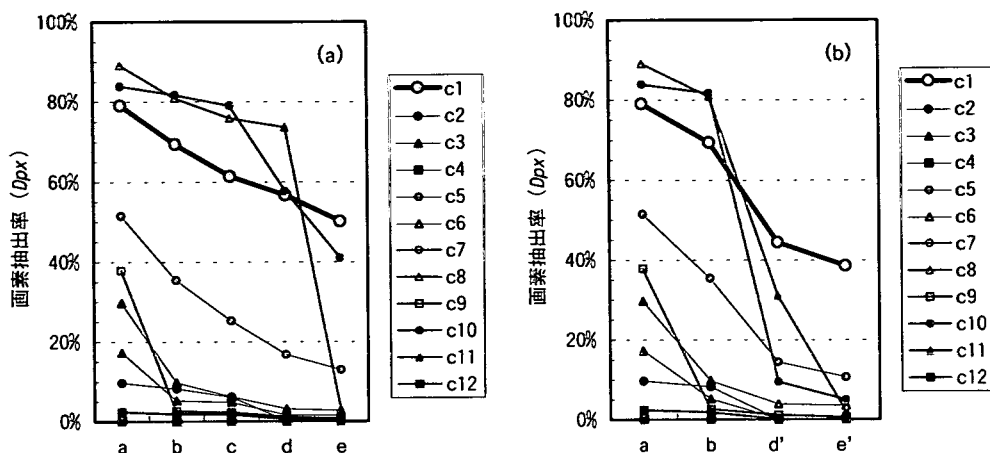 100%
80%
60%
40%
20%
0%
画素抽出率 (Dpx)
(a)
a b c d e
c1
c2
c3
c4
c5
c6
c7
c8
c9
c10
c11
c12
100%
80%
60%
40%
20%
0%
画素抽出率 (Dpx)
(b)
a b d' e'
c1
c2
c3
c4
c5
c6
c7
c8
c9
c10
c11
c12